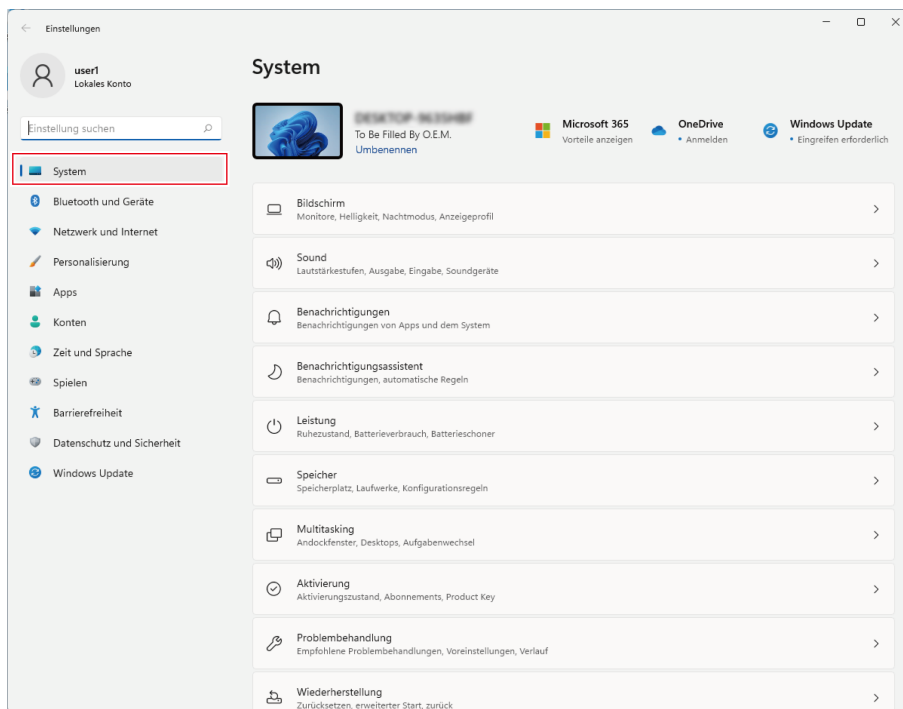 Einstellungen
user1
Lokales Konto
Einstellung suchen
System
Bluetooth und Geräte
Netzwerk und Internet
Personalisierung
Apps
Konten
Zeit und Sprache
Spielen
Barrierefreiheit
Datenschutz und Sicherheit
Windows Update
System
To Be Filled By O.E.M.
Umbenennen
Microsoft 365
Vorteile anzeigen
OneDrive
• Anmelden
Windows Update
• Eingreifen erforderlich
Bildschirm
Monitore, Helligkeit, Nachtmodus, Anzeigeprofil
Sound
Lautstärkestufen, Ausgabe, Eingabe, Soundgeräte
Benachrichtigungen
Benachrichtigungen von Apps und dem System
Benachrichtigungsassistent
Benachrichtigungen, automatische Regeln
Leistung
Ruhezustand, Batterieverbrauch, Batterieschoner
Speicher
Speicherplatz, Laufwerke, Konfigurationsregeln
Multitasking
Andockfenster, Desktops, Aufgabenwechsel
Aktivierung
Aktivierungszustand, Abonnements, Product Key
Problembehandlung
Empfohlene Problembehandlungen, Voreinstellungen, Verlauf
Wiederherstellung
Zurücksetzen, erweiterter Start, zurück